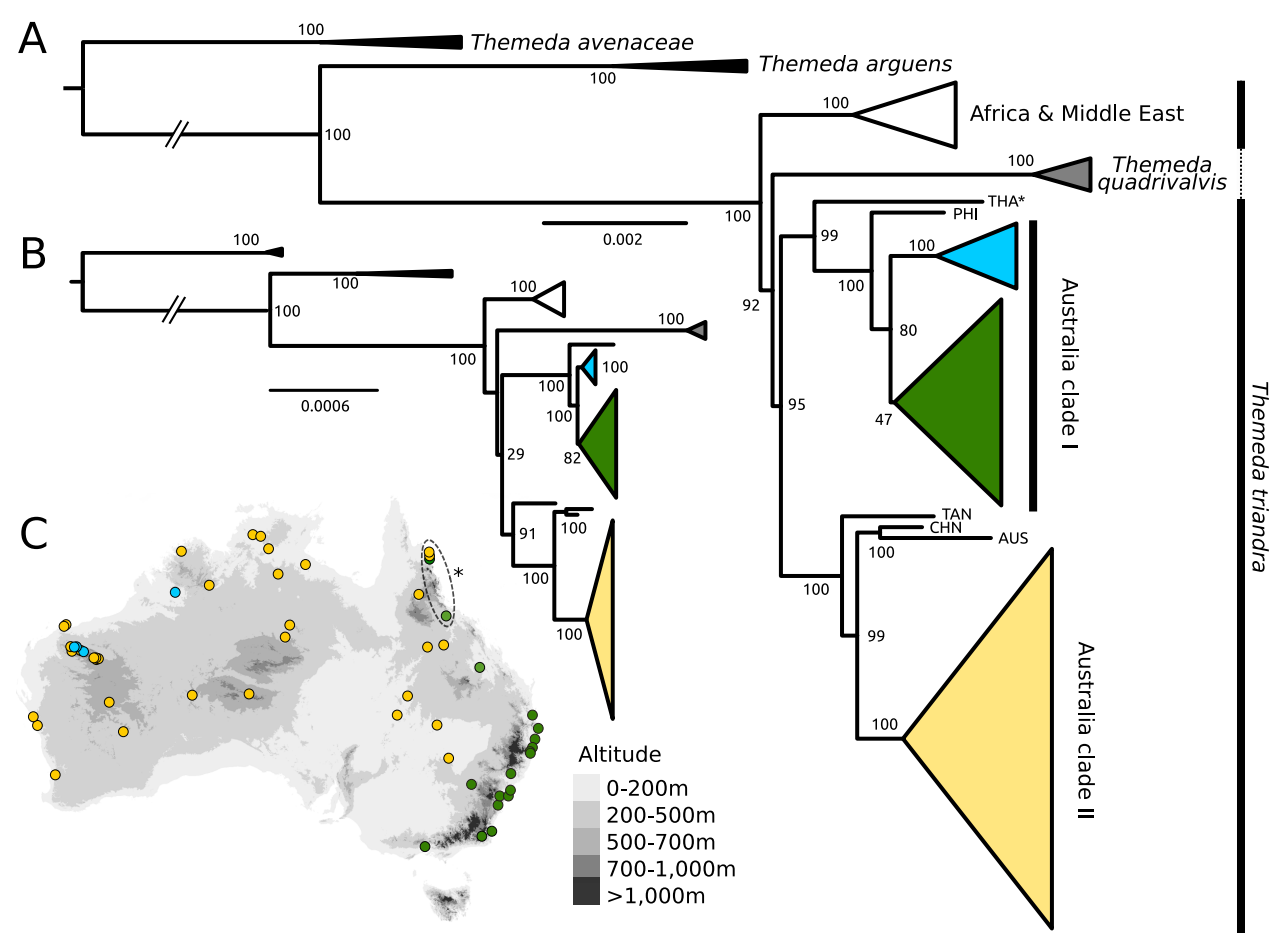 A
100
Themeda avenaceae
100
Themeda arguens
100
100
Africa & Middle East
100
100
Themeda
quadrivalvis
THA*
PHI
99
100
100
80
47
92
95
0.002
TAN
CHN
AUS
100
100
99
100
Australia clade I
Australia clade II
Themeda triandra
B
100
100
100
100
100
100
100
100
100
82
29
91
100
100
100
0.0006
C
*
Altitude
0-200m
200-500m
500-700m
700-1,000m
>1,000m